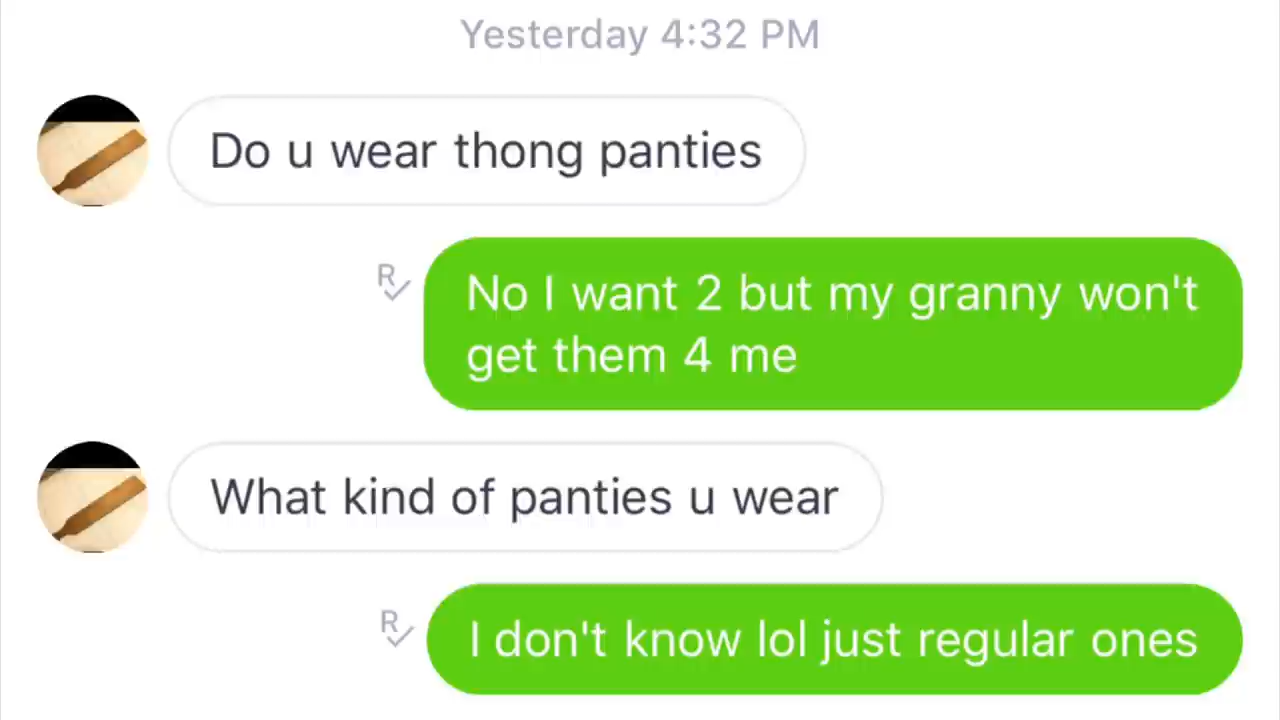 Yesterday 4:32 PM
Do u wear thong panties
R
No I want 2 but my granny won't
get them 4 me
What kind of panties u wear
R
I don't know lol just regular ones